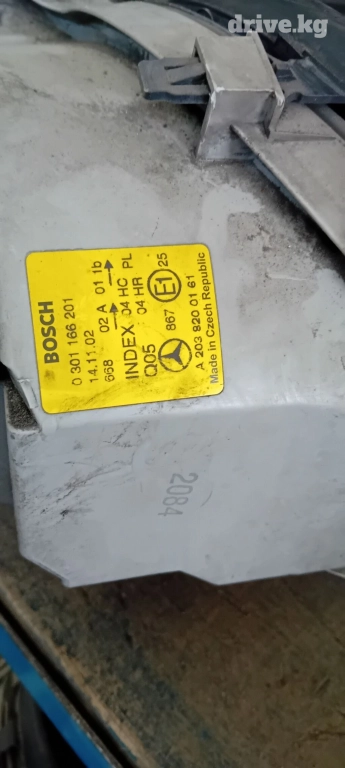 drive.kg
BOSCH
0 301 166 201
14.11.02
668 02 A 01 1b
INDEX 04 HC PL
Q05 04 HR
867 E1 25
A 203 820 01 61
Made in Czech Republic
2084